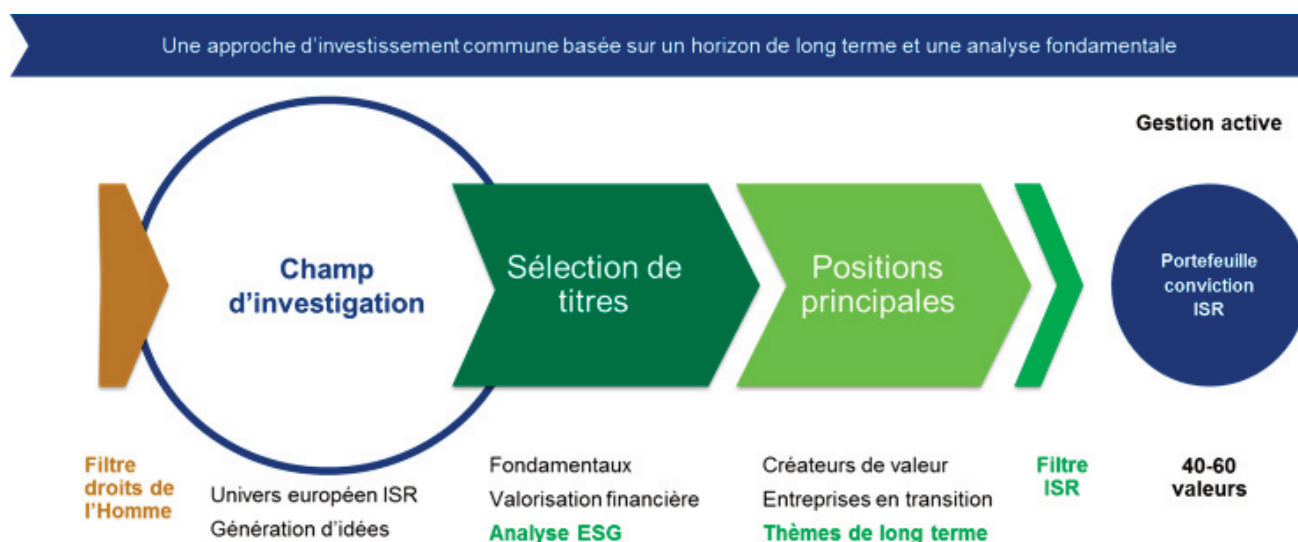 Une approche d’investissement commune basée sur un horizon de long terme et une analyse fondamentale
Gestion active
Champ
d’investigation
Sélection de
titres
Positions
principales
Portefeuille
conviction
ISR
Filtre
droits de
l’Homme
Univers européen ISR
Génération d’idées
Fondamentaux
Valorisation financière
Analyse ESG
Créateurs de valeur
Entreprises en transition
Thèmes de long terme
Filtre
ISR
40-60
valeurs